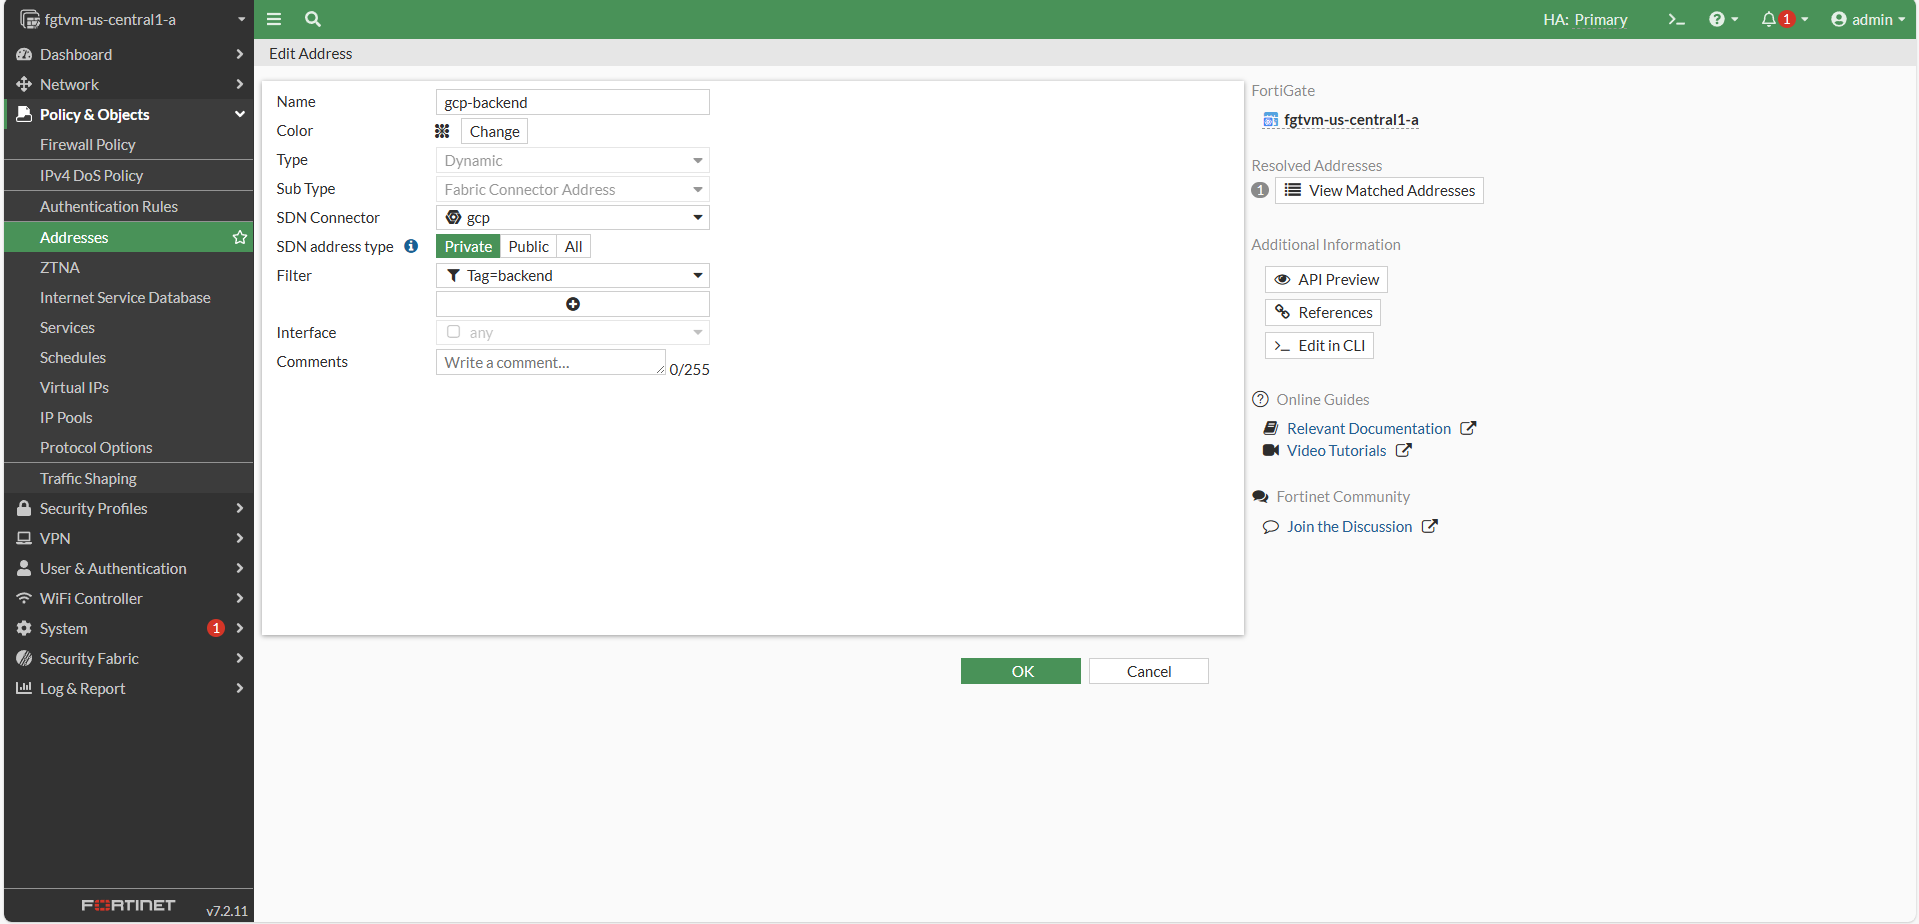 fgtvm-us-central1-a
HA: Primary
1
admin
Dashboard
Network
Policy & Objects
Firewall Policy
IPv4 DoS Policy
Authentication Rules
Addresses
ZTNA
Internet Service Database
Services
Schedules
Virtual IPs
IP Pools
Protocol Options
Traffic Shaping
Security Profiles
VPN
User & Authentication
WiFi Controller
System 1
Security Fabric
Log & Report
FORTINET
v7.2.11
Edit Address
Name gcp-backend
Color Change
Type Dynamic
Sub Type Fabric Connector Address
SDN Connector gcp
SDN address type Private Public All
Filter Tag=backend
Interface any
Comments Write a comment... 0/255
OK Cancel
FortiGate
fgtvm-us-central1-a
Resolved Addresses
1 View Matched Addresses
Additional Information
API Preview
References
>_ Edit in CLI
Online Guides
Relevant Documentation
Video Tutorials
Fortinet Community
Join the Discussion